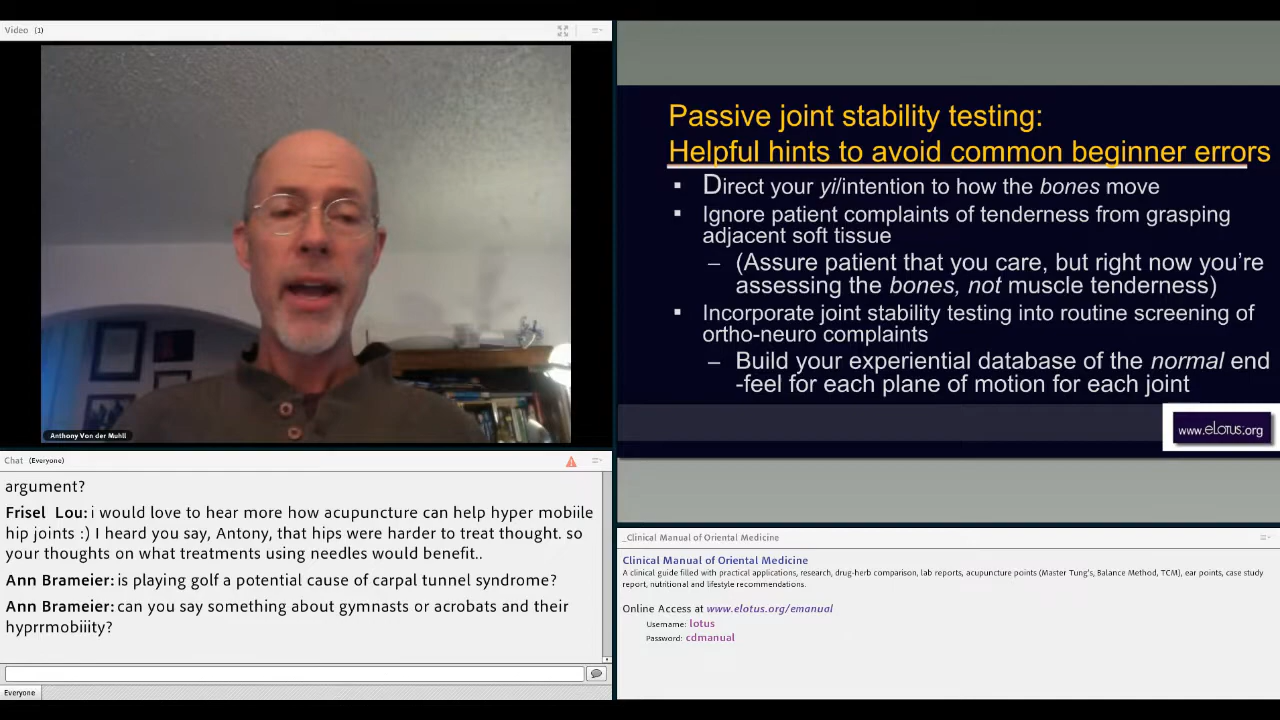 Video (1)
Anthony Von der Muhll
Chat (Everyone)
argument?
Frisel Lou: i would love to hear more how acupuncture can help hyper mobiile
hip joints :) I heard you say, Antony, that hips were harder to treat thought. so
your thoughts on what treatments using needles would benefit..
Ann Brameier: is playing golf a potential cause of carpal tunnel syndrome?
Ann Brameier: can you say something about gymnasts or acrobats and their
hyprrmobiiity?
Everyone
Passive joint stability testing:
Helpful hints to avoid common beginner errors
▪ Direct your yi/intention to how the bones move
▪ Ignore patient complaints of tenderness from grasping
adjacent soft tissue
– (Assure patient that you care, but right now you're
assessing the bones, not muscle tenderness)
▪ Incorporate joint stability testing into routine screening of
ortho-neuro complaints
– Build your experiential database of the normal end
-feel for each plane of motion for each joint
www.eLotus.org
_Clinical Manual of Oriental Medicine
Clinical Manual of Oriental Medicine
A clinical guide filled with practical applications, research, drug-herb comparison, lab reports, acupuncture points (Master Tung's, Balance Method, TCM), ear points, case study
report, nutritional and lifestyle recommendations.
Online Access at www.elotus.org/emanual
Username: lotus
Password: cdmanual